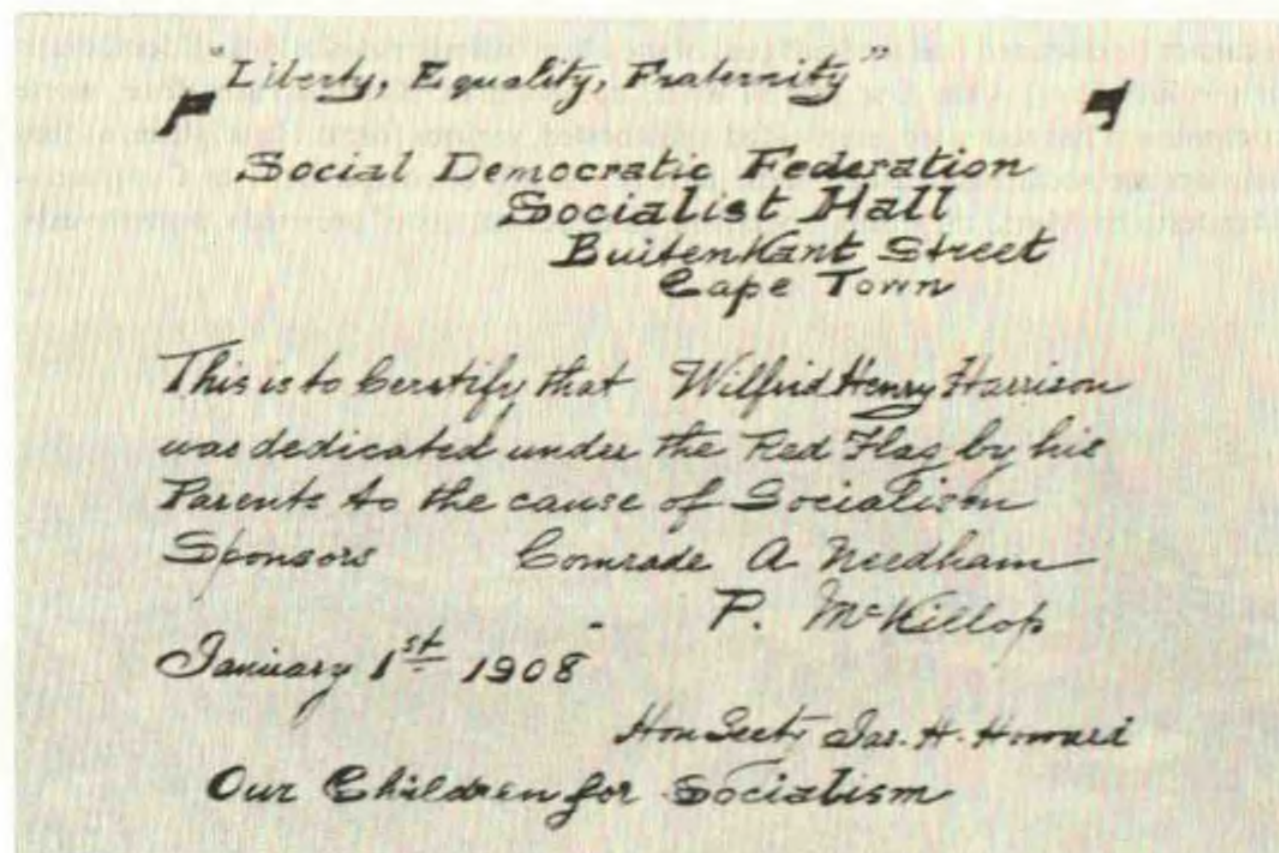 "Liberty, Equality, Fraternity"
Social Democratic Federation
Socialist Hall
Buitenkant Street
Cape Town
This is to Cerstify that Wilfrid Henry Harrison
was dedicated under the Red Flag by his
Parents to the cause of Socialism
Sponsors Comrade A Needham
P. McKillop
January 1st 1908
Hon Secty Jas. H. Howard
Our Children for Socialism